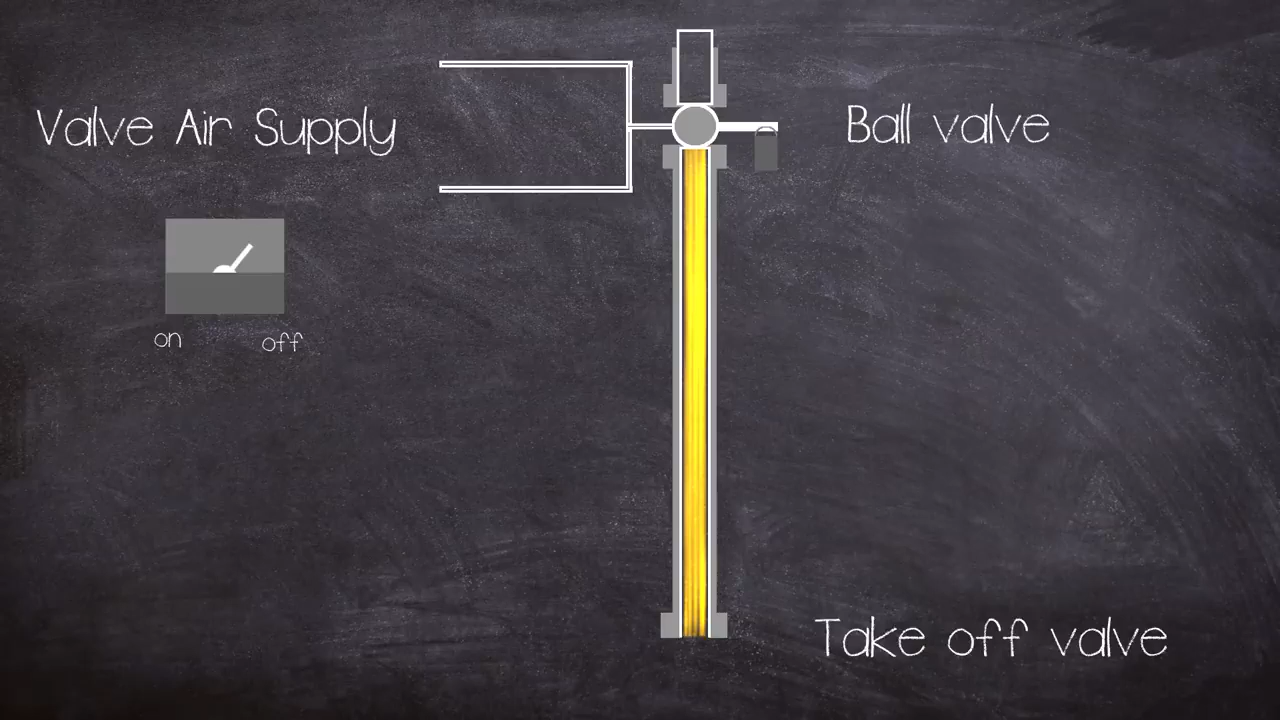 Valve Air Supply
Ball valve
on
off
Take off valve